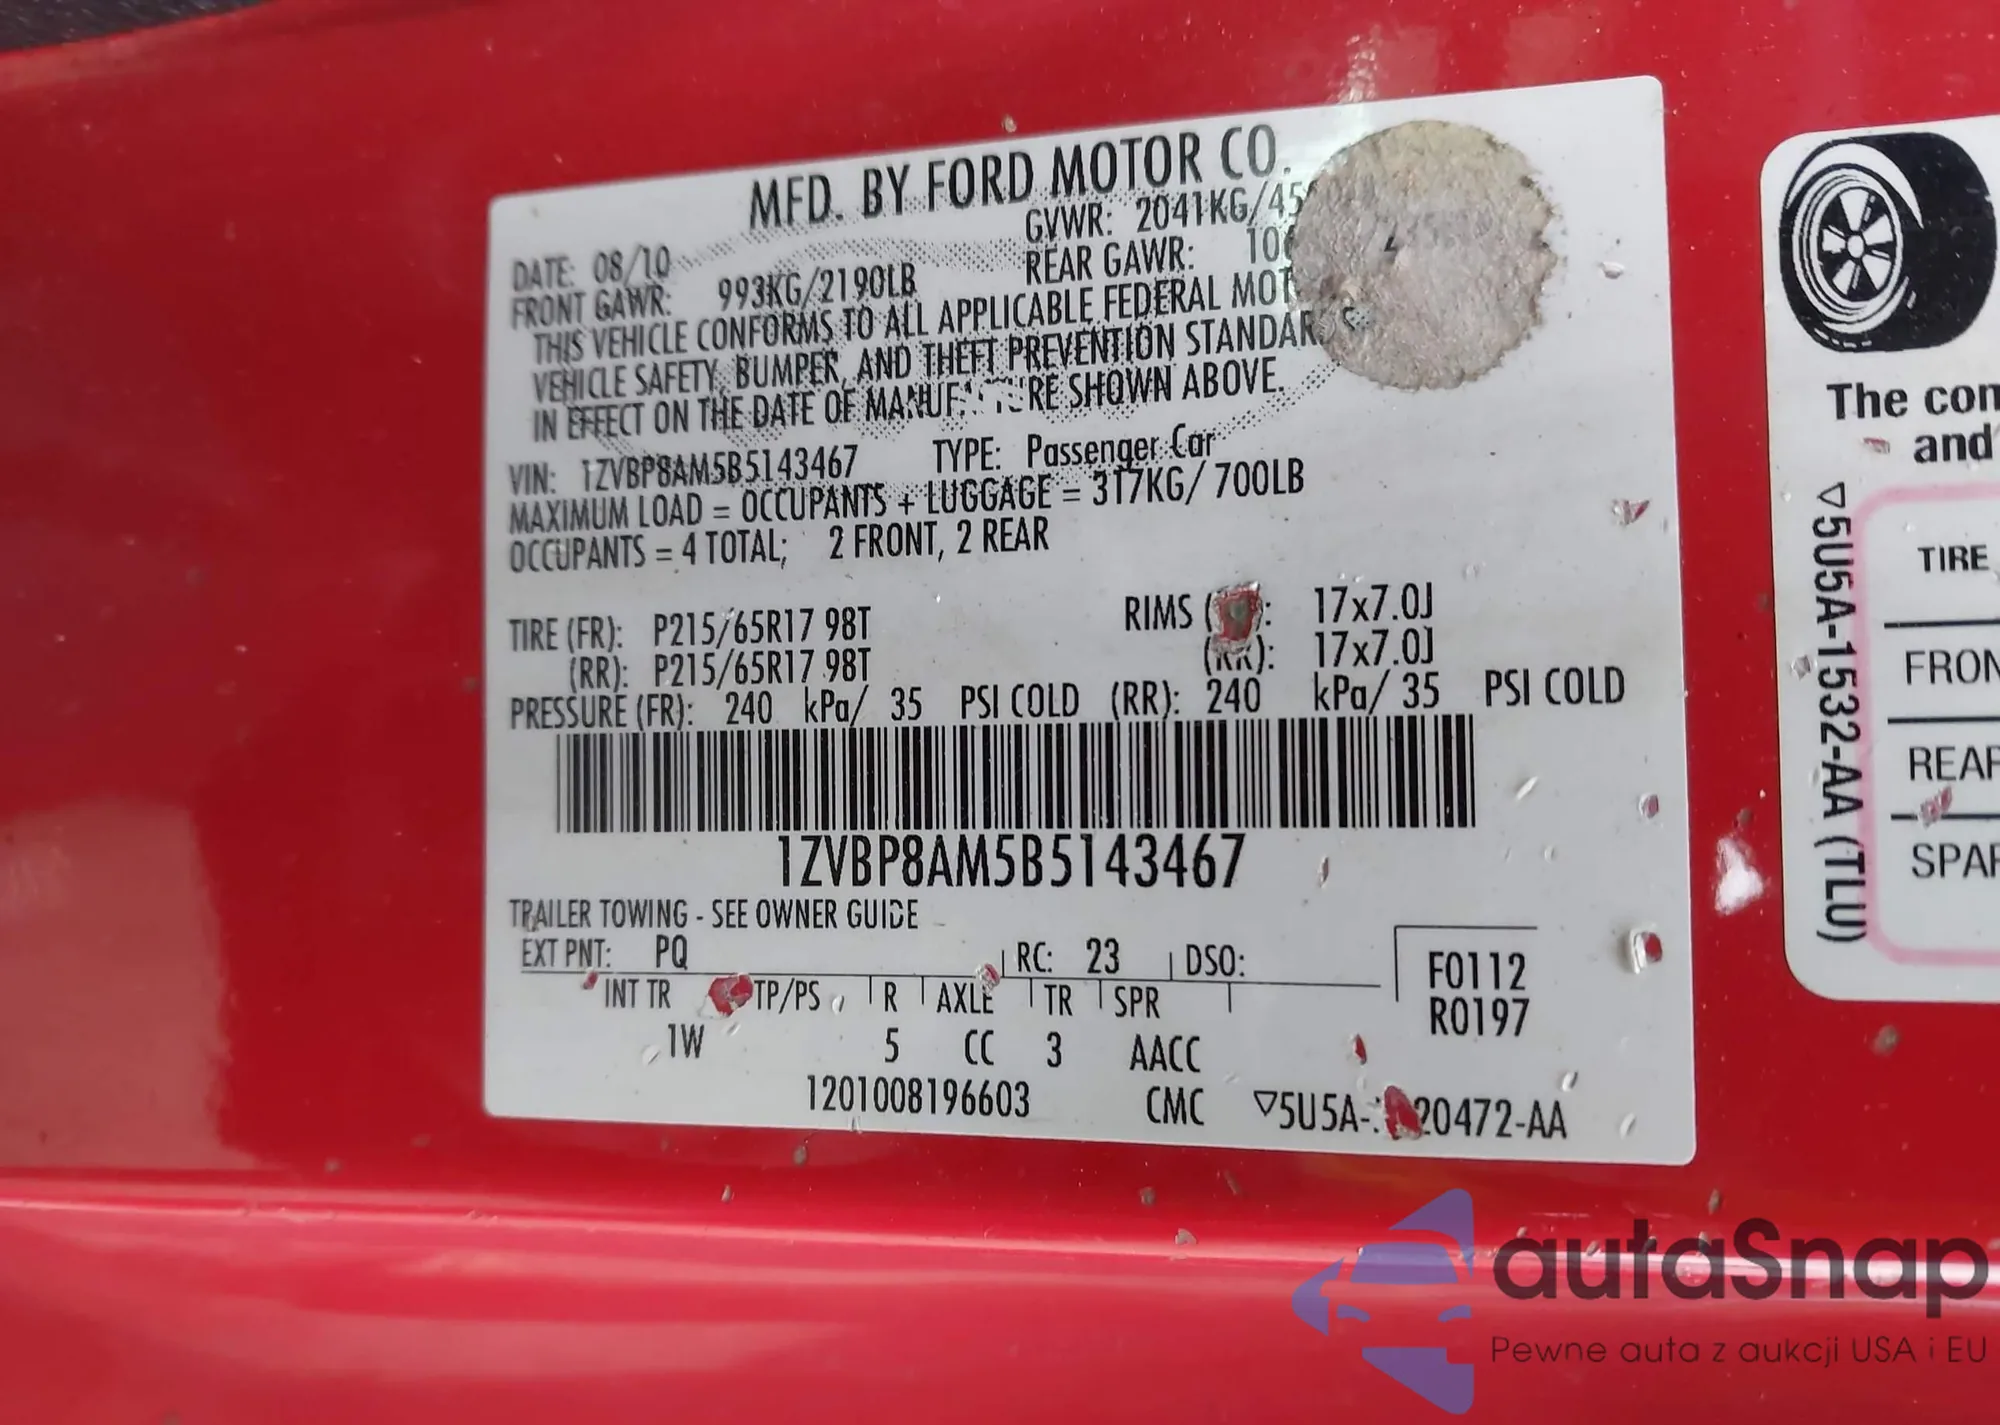 MFD. BY FORD MOTOR CO.
DATE: 08/10 GVWR: 2041KG/45
FRONT GAWR: 993KG/2190LB REAR GAWR: 10
THIS VEHICLE CONFORMS TO ALL APPLICABLE FEDERAL MOT
VEHICLE SAFETY, BUMPER, AND THEFT PREVENTION STANDAR
IN EFFECT ON THE DATE OF MANUF RE SHOWN ABOVE.
VIN: 1ZVBP8AM5B5143467 TYPE: Passenger Car
MAXIMUM LOAD = OCCUPANTS + LUGGAGE = 317KG/ 700LB
OCCUPANTS = 4 TOTAL; 2 FRONT, 2 REAR
TIRE (FR): P215/65R17 98T RIMS ( ): 17x7.0J
(RR): P215/65R17 98T (RR): 17x7.0J
PRESSURE (FR): 240 kPa/ 35 PSI COLD (RR): 240 kPa/ 35 PSI COLD
1ZVBP8AM5B5143467
TRAILER TOWING - SEE OWNER GUIDE
EXT PNT: PQ RC: 23 DSO: F0112
INT TR TP/PS R AXLE TR SPR R0197
1W 5 CC 3 AACC
1201008196603 CMC ▽5U5A- 20472-AA
The con
and
▽5U5A-1532-AA (TLU)
TIRE
FRON
REAR
SPAR
autaSnap
Pewne auta z aukcji USA i EU